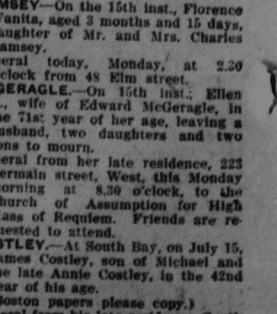 MSEY—On the 15th inst., Florence
Vanita, aged 3 months and 15 days,
aughter of Mr. and Mrs. Charles
amsey.
eral today, Monday, at 2.30
clock from 48 Elm street.
GERAGLE.—On 15th inst.; Ellen
., wife of Edward McGeragle, in
he 71st year of her age, leaving a
usband, two daughters and two
ons to mourn.
eral from her late residence, 223
ermain street, West, this Monday
orning at 8.30 o'clock, to the
hurch of Assumption for High
ass of Requiem. Friends are re-
uested to attend.
STLEY.—At South Bay, on July 15,
ames Costley, son of Michael and
he late Annie Costley, in the 42nd
ear of his age.
Boston papers please copy.)